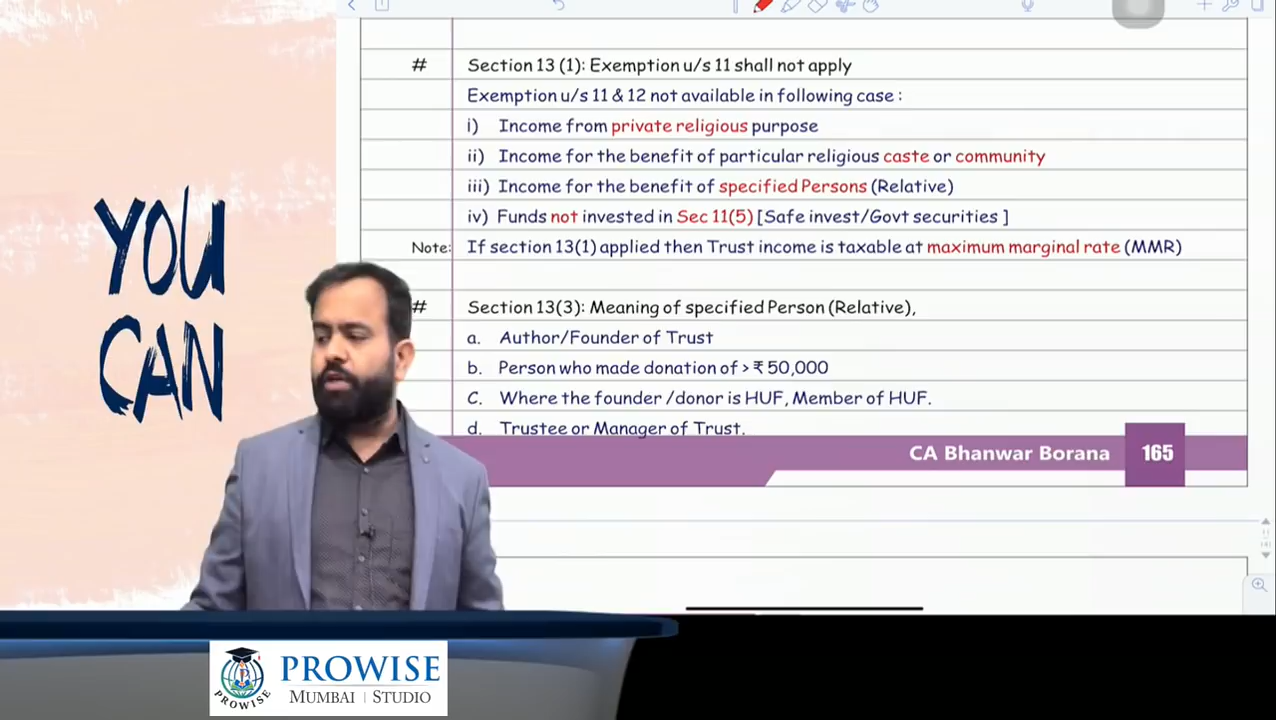 YOU
CAN
# Section 13 (1): Exemption u/s 11 shall not apply
Exemption u/s 11 & 12 not available in following case :
i) Income from private religious purpose
ii) Income for the benefit of particular religious caste or community
iii) Income for the benefit of specified Persons (Relative)
iv) Funds not invested in Sec 11(5) [Safe invest/Govt securities ]
Note: If section 13(1) applied then Trust income is taxable at maximum marginal rate (MMR)
# Section 13(3): Meaning of specified Person (Relative),
a. Author/Founder of Trust
b. Person who made donation of > ₹ 50,000
C. Where the founder /donor is HUF, Member of HUF.
d. Trustee or Manager of Trust.
CA Bhanwar Borana 165
PROWISE
PROWISE
MUMBAI | STUDIO